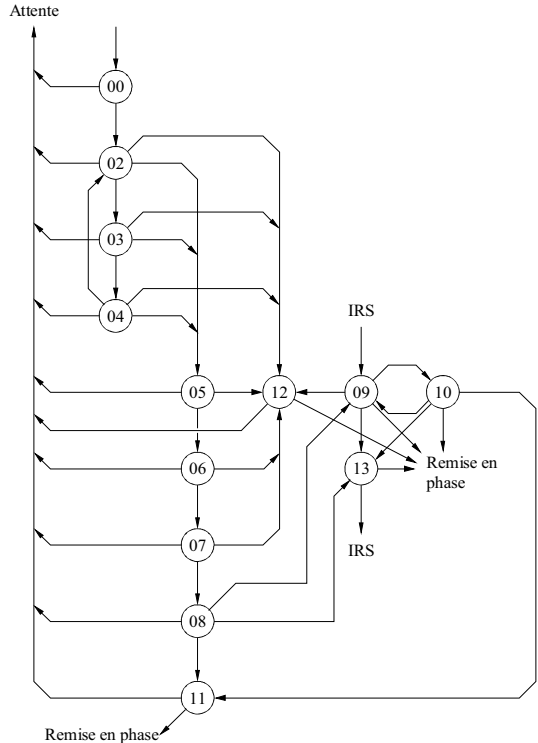 Attente
00
02
03
04
IRS
05
12
09
10
06
13
Remise en
phase
07
IRS
08
11
Remise en phase